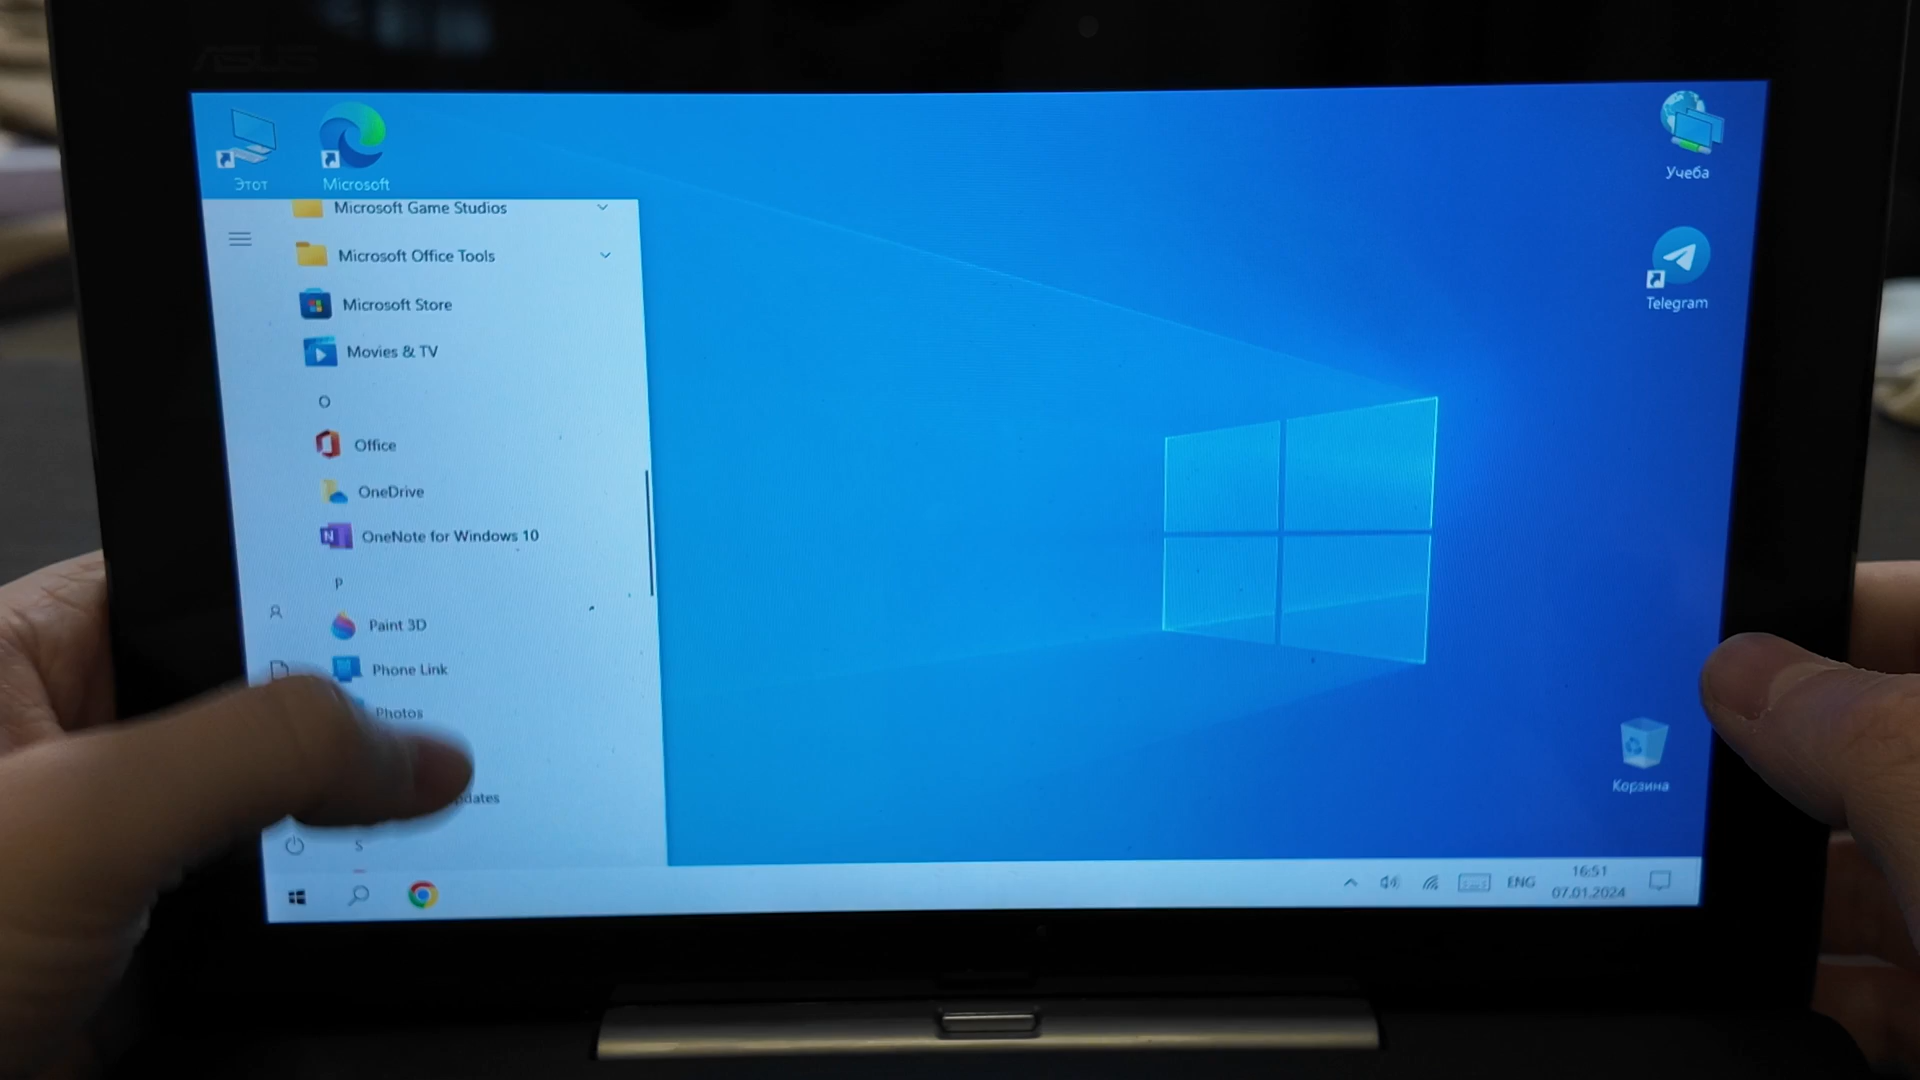 ASUS
Этот
Microsoft
Учеба
Telegram
Microsoft Game Studios
Microsoft Office Tools
Microsoft Store
Movies & TV
O
Office
OneDrive
OneNote for Windows 10
P
Paint 3D
Phone Link
Photos
S
Корзина
ENG
16:51
07.01.2024